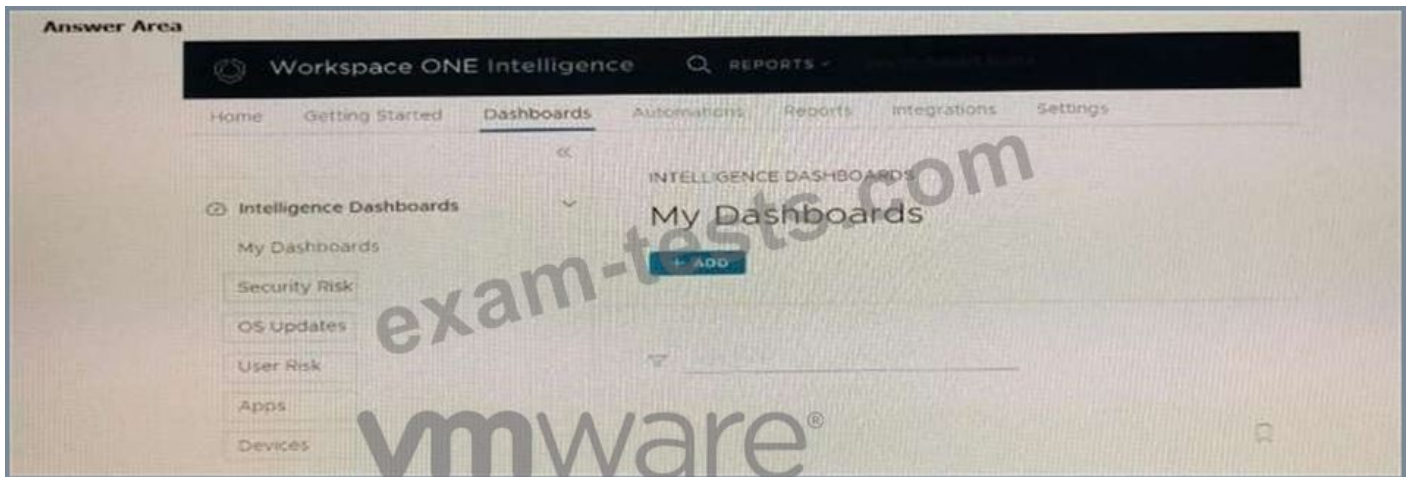 Answer Area
Workspace ONE Intelligence REPORTS
Home Getting Started Dashboards Automations Reports Integrations Settings
INTELLIGENCE DASHBOARDS
Intelligence Dashboards
My Dashboards
+ ADD
My Dashboards
Security Risk
OS Updates
User Risk
Apps
Devices
exam-tests.com
vmware®